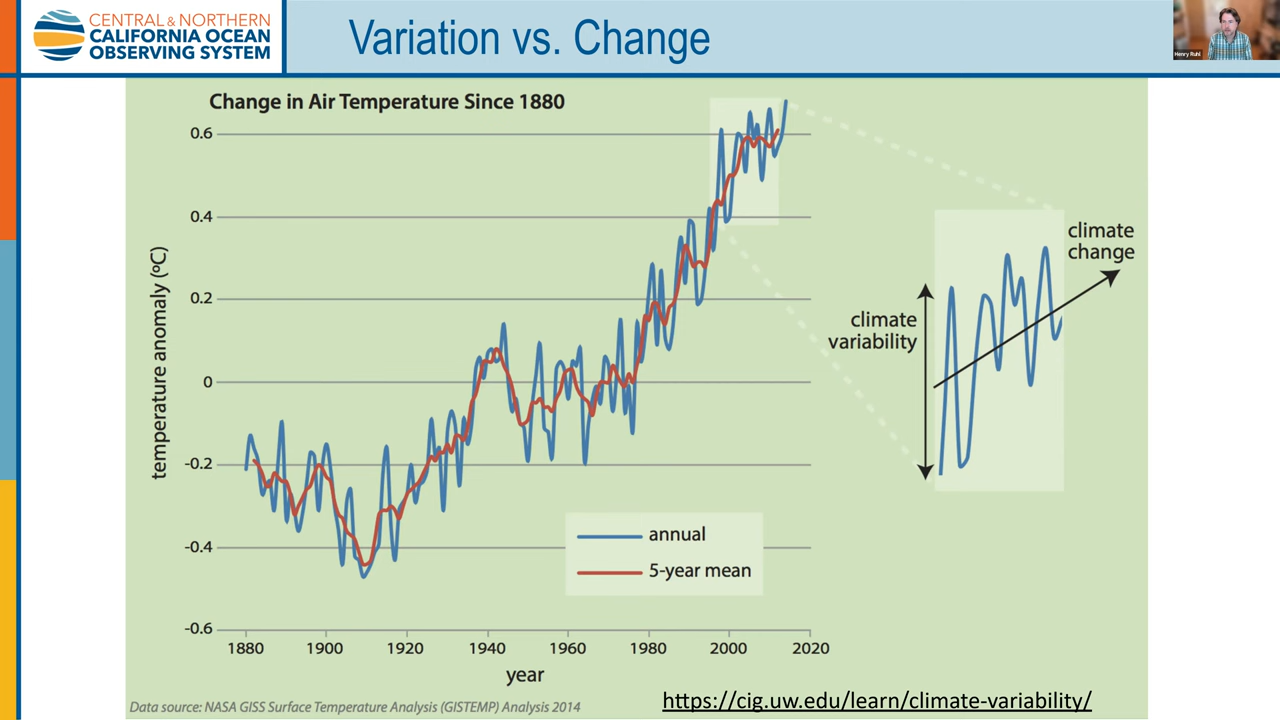 CENTRAL & NORTHERN
CALIFORNIA OCEAN
OBSERVING SYSTEM
Variation vs. Change
Henry Ruhl
Change in Air Temperature Since 1880
0.6
0.4
0.2
0
-0.2
-0.4
-0.6
temperature anomaly (ºC)
1880
1900
1920
1940
1960
1980
2000
2020
year
annual
5-year mean
climate
variability
climate
change
Data source: NASA GISS Surface Temperature Analysis (GISTEMP) Analysis 2014
https://cig.uw.edu/learn/climate-variability/